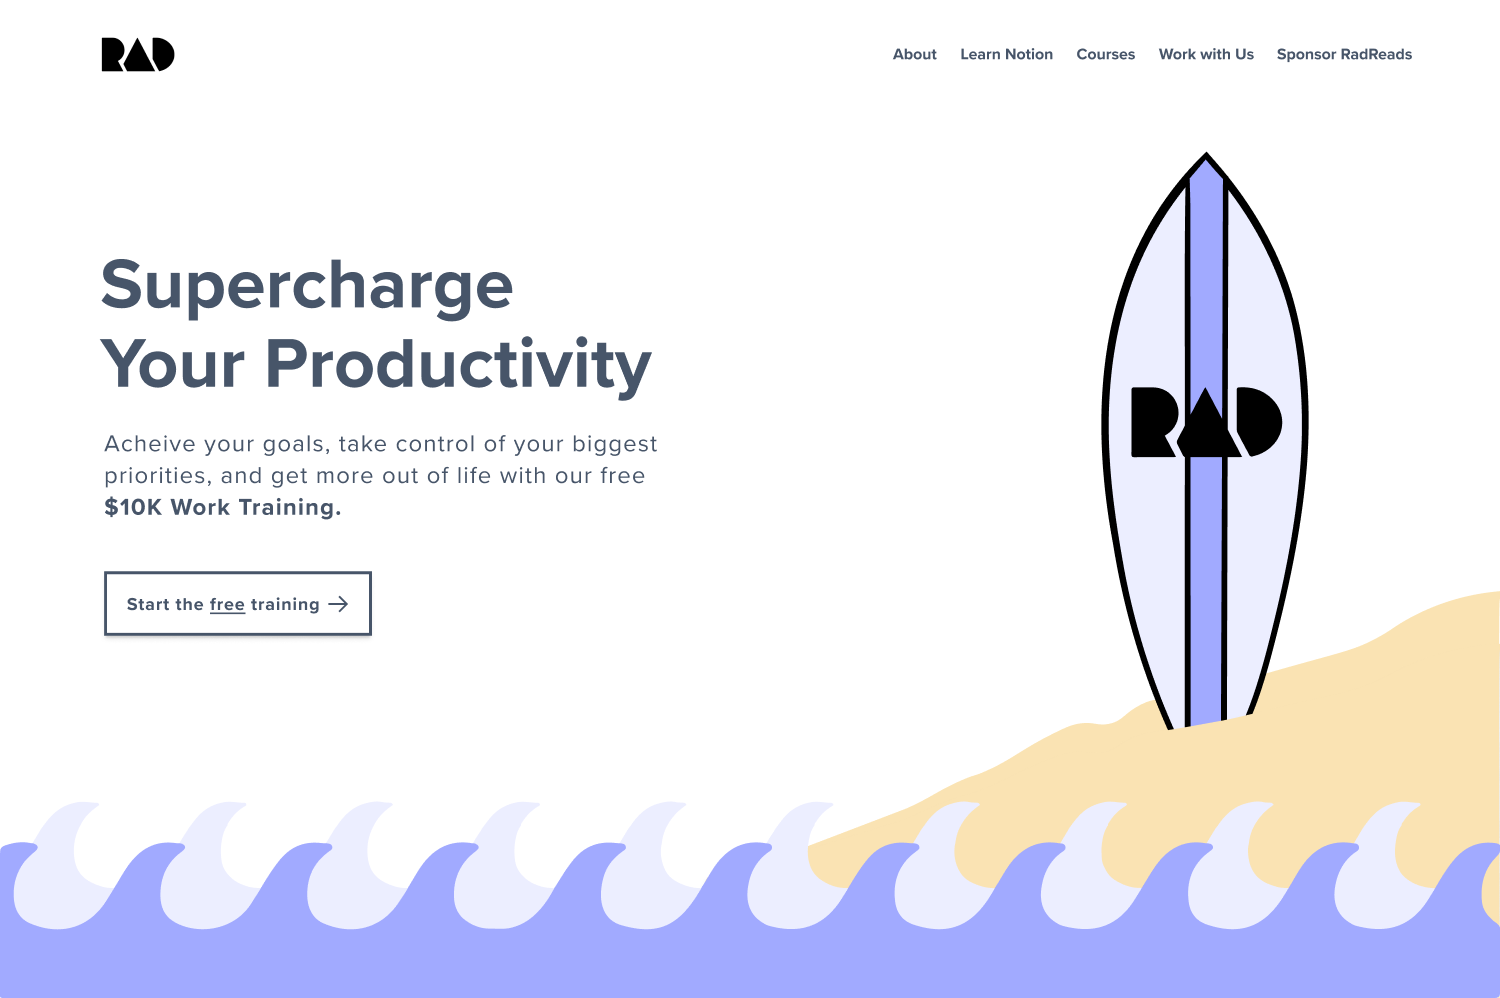 RAD
About Learn Notion Courses Work with Us Sponsor RadReads
Supercharge
Your Productivity
Acheive your goals, take control of your biggest
priorities, and get more out of life with our free
$10K Work Training.
Start the free training →
RAD